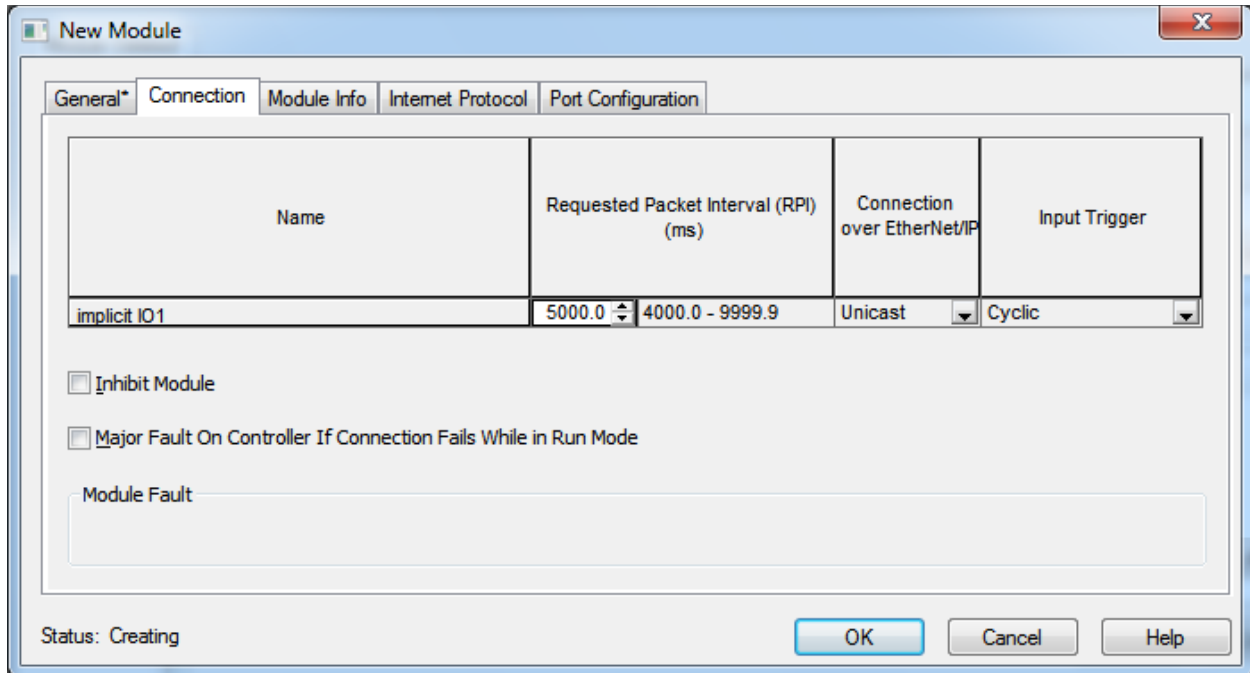 New Module
General* Connection Module Info Internet Protocol Port Configuration
Name
Requested Packet Interval (RPI)
(ms)
Connection
over EtherNet/IP
Input Trigger
implicit IO1 5000.0 4000.0 - 9999.9 Unicast Cyclic
Inhibit Module
Major Fault On Controller If Connection Fails While in Run Mode
Module Fault
Status: Creating OK Cancel Help